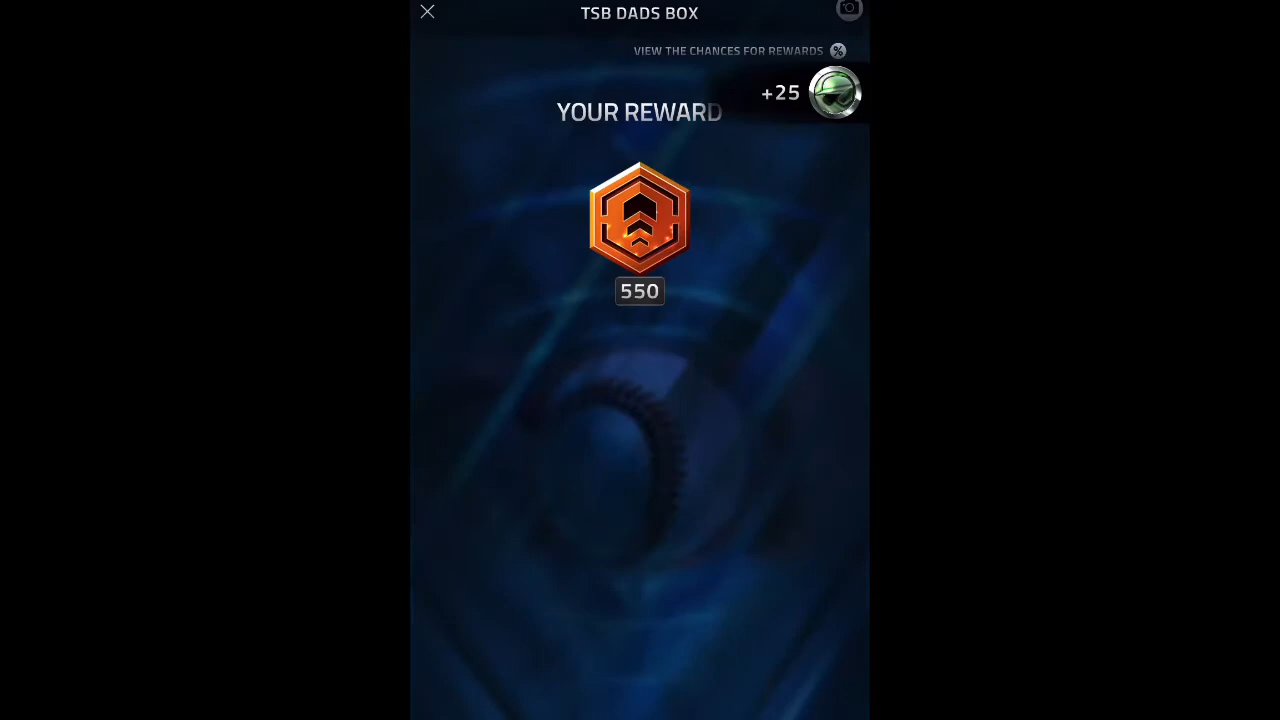 TSB DADS BOX
VIEW THE CHANCES FOR REWARDS %
+25
YOUR REWARD
550